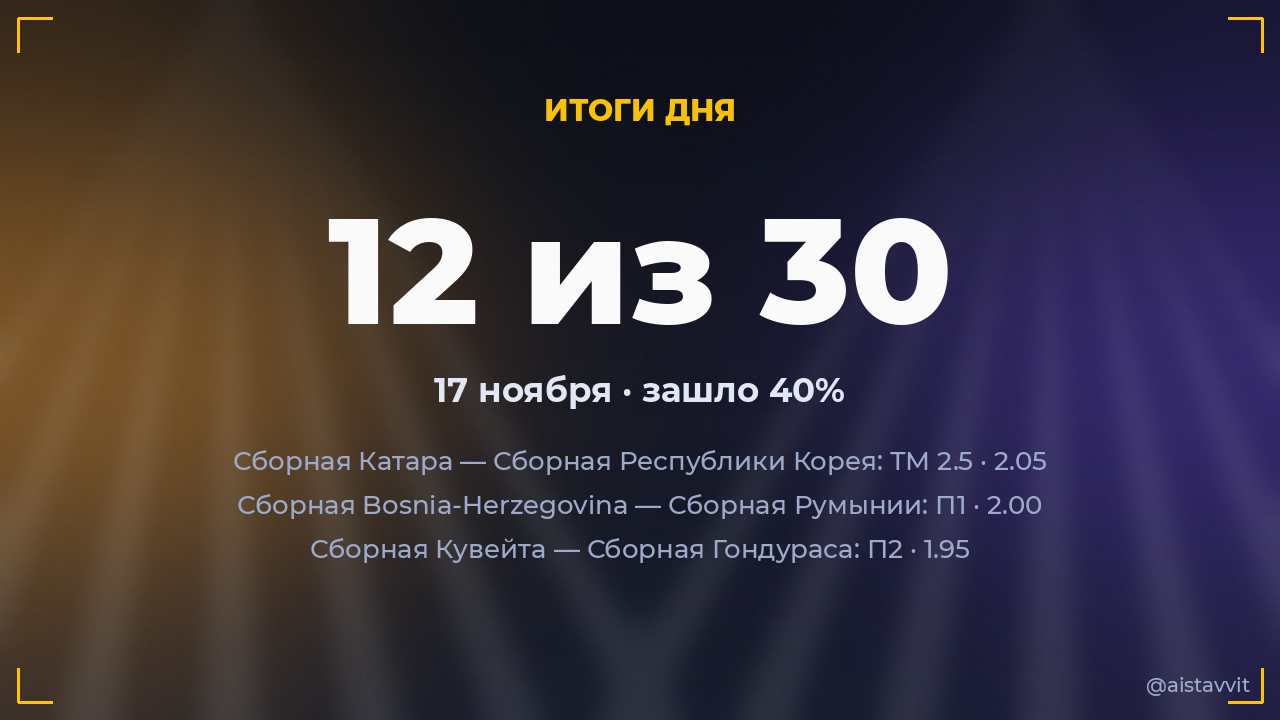 ИТОГИ ДНЯ
12 из 30
17 ноября · зашло 40%
Сборная Катара — Сборная Республики Корея: ТМ 2.5 · 2.05
Сборная Bosnia-Herzegovina — Сборная Румынии: П1 · 2.00
Сборная Кувейта — Сборная Гондураса: П2 · 1.95
@aistavvit